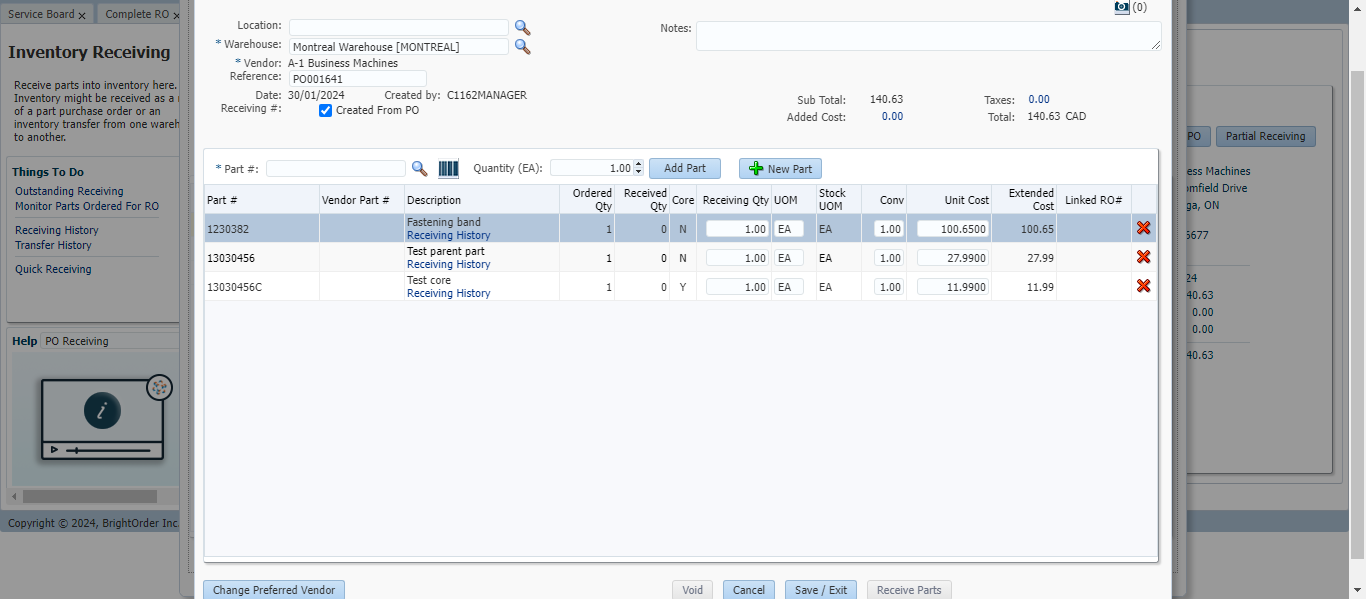 Service Board x
Complete RO x
Inventory Receiving
Receive parts into inventory here.
Inventory might be received as a
of a part purchase order or an
inventory transfer from one wareh
to another.
Things To Do
Outstanding Receiving
Monitor Parts Ordered For RO
Receiving History
Transfer History
Quick Receiving
Help PO Receiving
i
Copyright © 2024, BrightOrder Inc.
(0)
Location:
* Warehouse: Montreal Warehouse [MONTREAL]
* Vendor: A-1 Business Machines
Reference: PO001641
Date: 30/01/2024 Created by: C1162MANAGER
Receiving #: Created From PO
Notes:
Sub Total: 140.63 Taxes: 0.00
Added Cost: 0.00 Total: 140.63 CAD
* Part #: Quantity (EA): 1.00 Add Part New Part
Part # Vendor Part # Description Ordered Qty Received Qty Core Receiving Qty UOM Stock UOM Conv Unit Cost Extended Cost Linked RO#
1230382 Fastening band 1 0 N 1.00 EA EA 1.00 100.6500 100.65
Receiving History
13030456 Test parent part 1 0 N 1.00 EA EA 1.00 27.9900 27.99
Receiving History
13030456C Test core 1 0 Y 1.00 EA EA 1.00 11.9900 11.99
Receiving History
Change Preferred Vendor Void Cancel Save / Exit Receive Parts
PO Partial Receiving
ess Machines
omfield Drive
ga, ON
6677
24
40.63
0.00
0.00
40.63